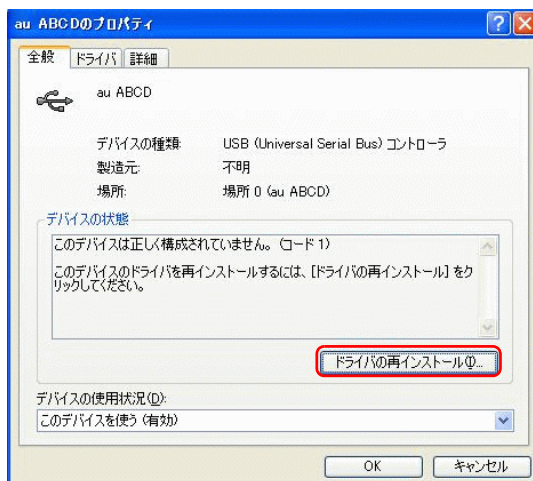 au ABCDのプロパティ
全般 ドライバ 詳細
au ABCD
デバイスの種類: USB (Universal Serial Bus) コントローラ
製造元: 不明
場所: 場所 0 (au ABCD)
デバイスの状態
このデバイスは正しく構成されていません。 (コード 1)
このデバイスのドライバを再インストールするには、[ドライバの再インストール] をク
リックしてください。
ドライバの再インストール(I)...
デバイスの使用状況(D):
このデバイスを使う (有効)
OK キャンセル